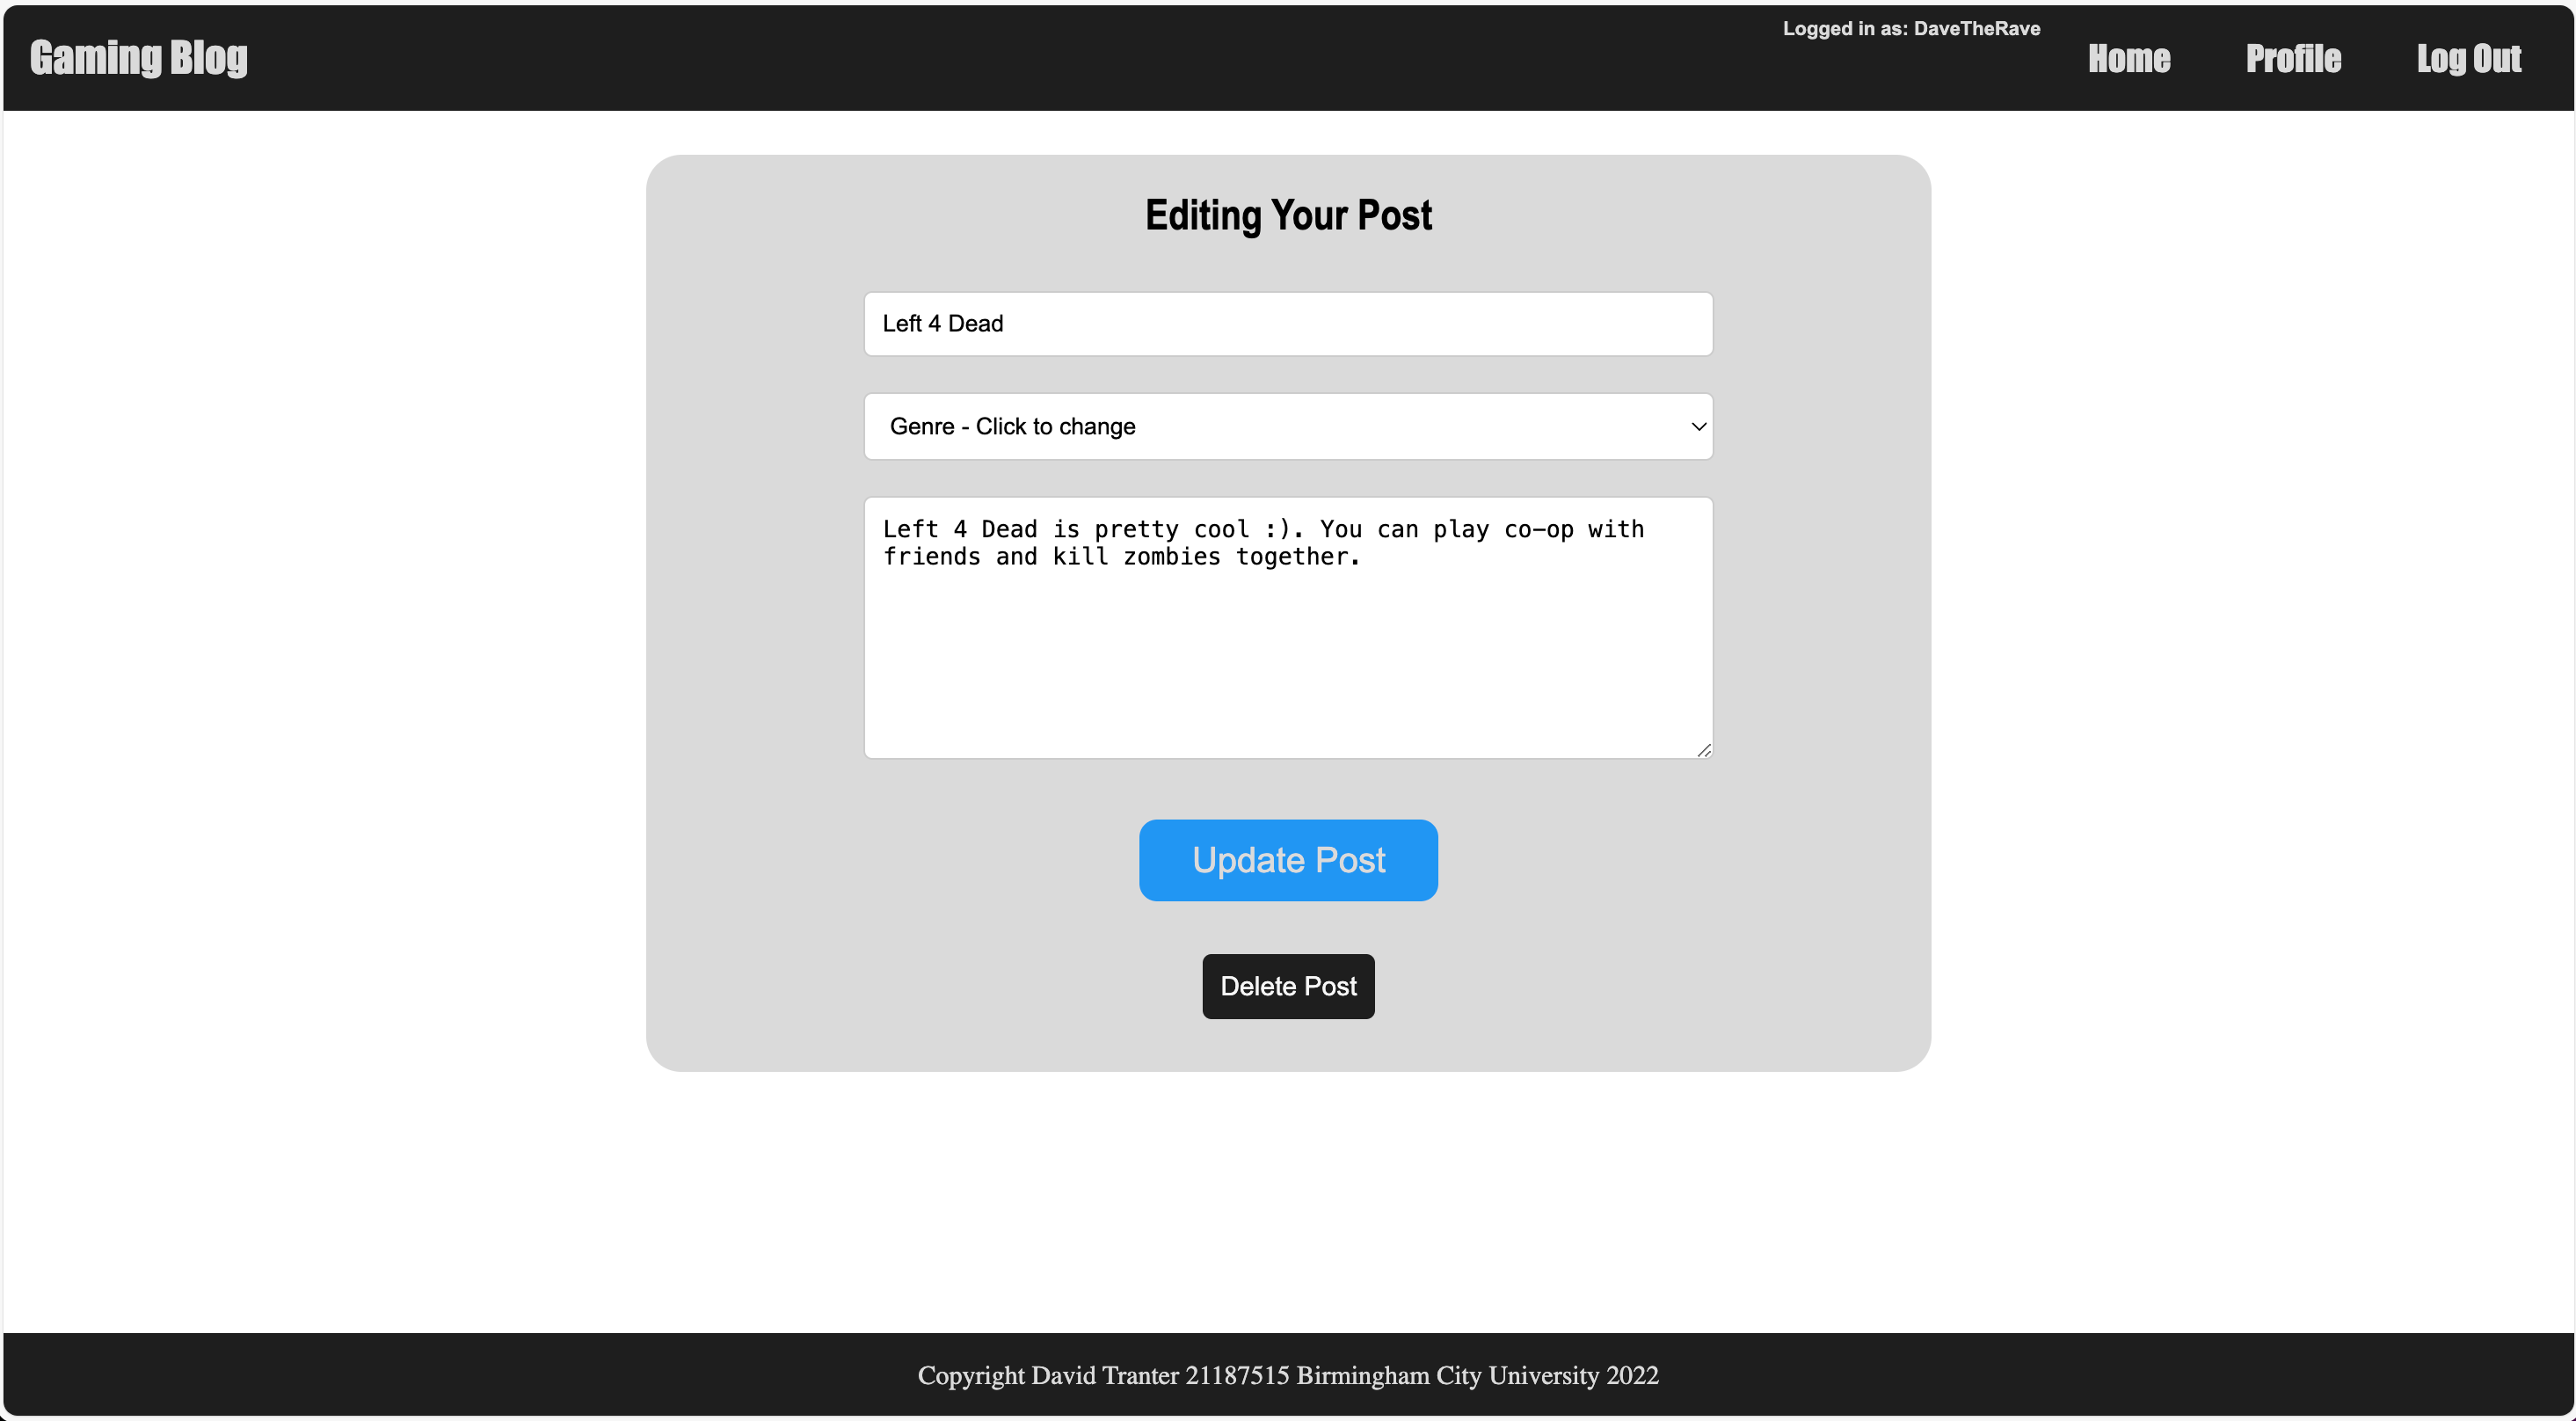 Gaming Blog
Logged in as: DaveTheRave
Home
Profile
Log Out
Editing Your Post
Left 4 Dead
Genre - Click to change
Left 4 Dead is pretty cool :). You can play co-op with
friends and kill zombies together.
Update Post
Delete Post
Copyright David Tranter 21187515 Birmingham City University 2022